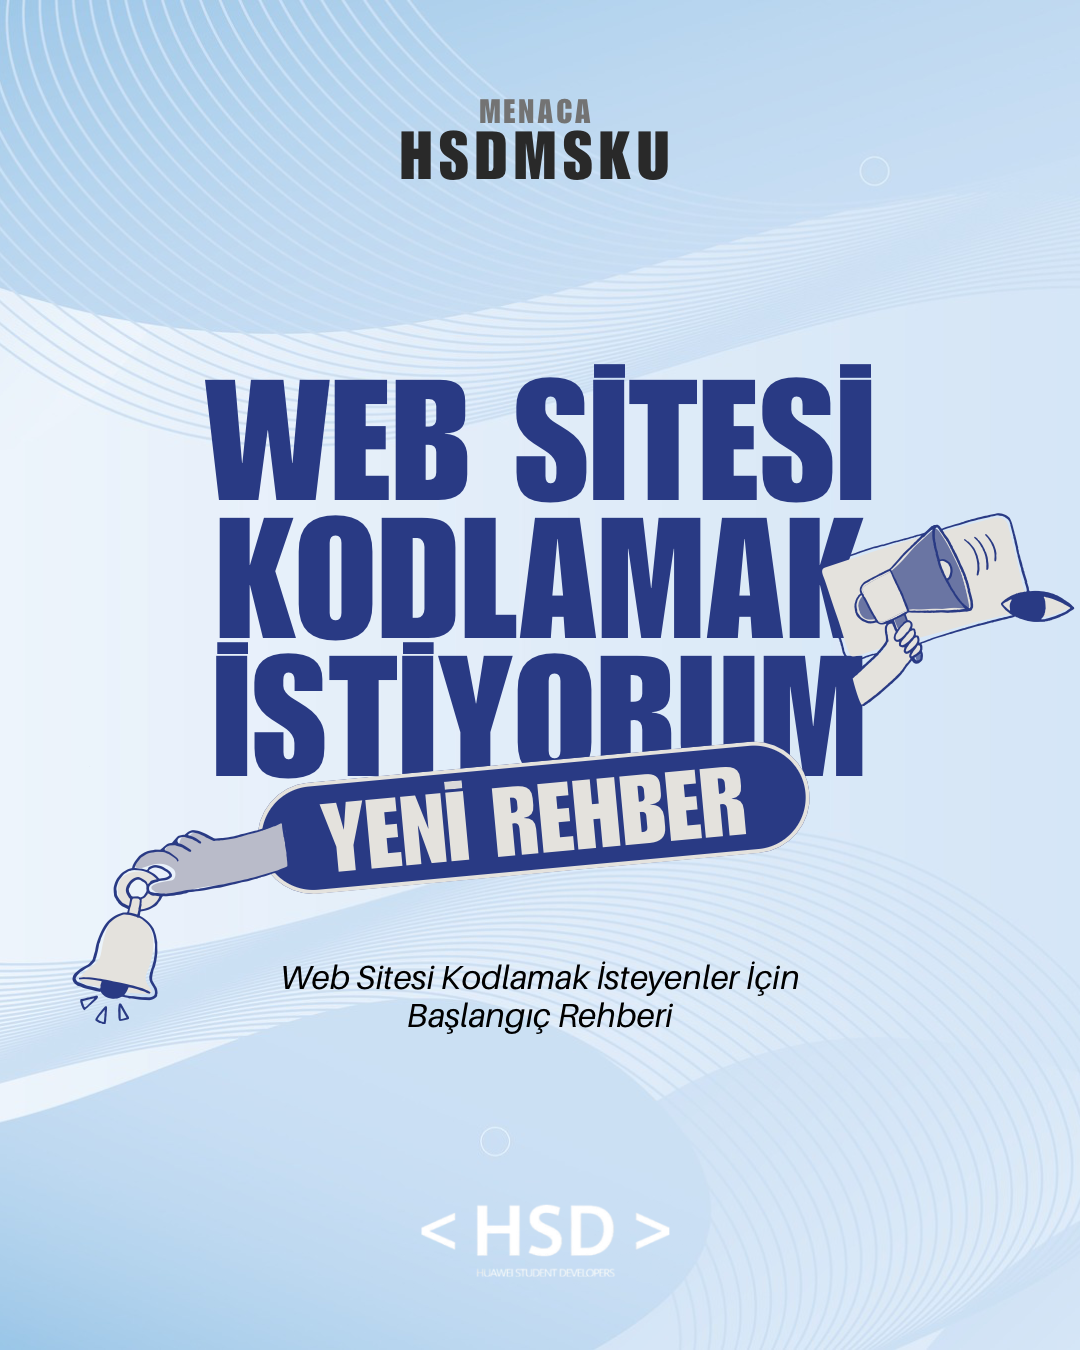 MENACA
HSDMSKU
WEB SİTESİ
KODLAMAK
İSTİYORUM
YENİ REHBER
Web Sitesi Kodlamak İsteyenler İçin
Başlangıç Rehberi
< HSD >
HUAWEI STUDENT DEVELOPERS